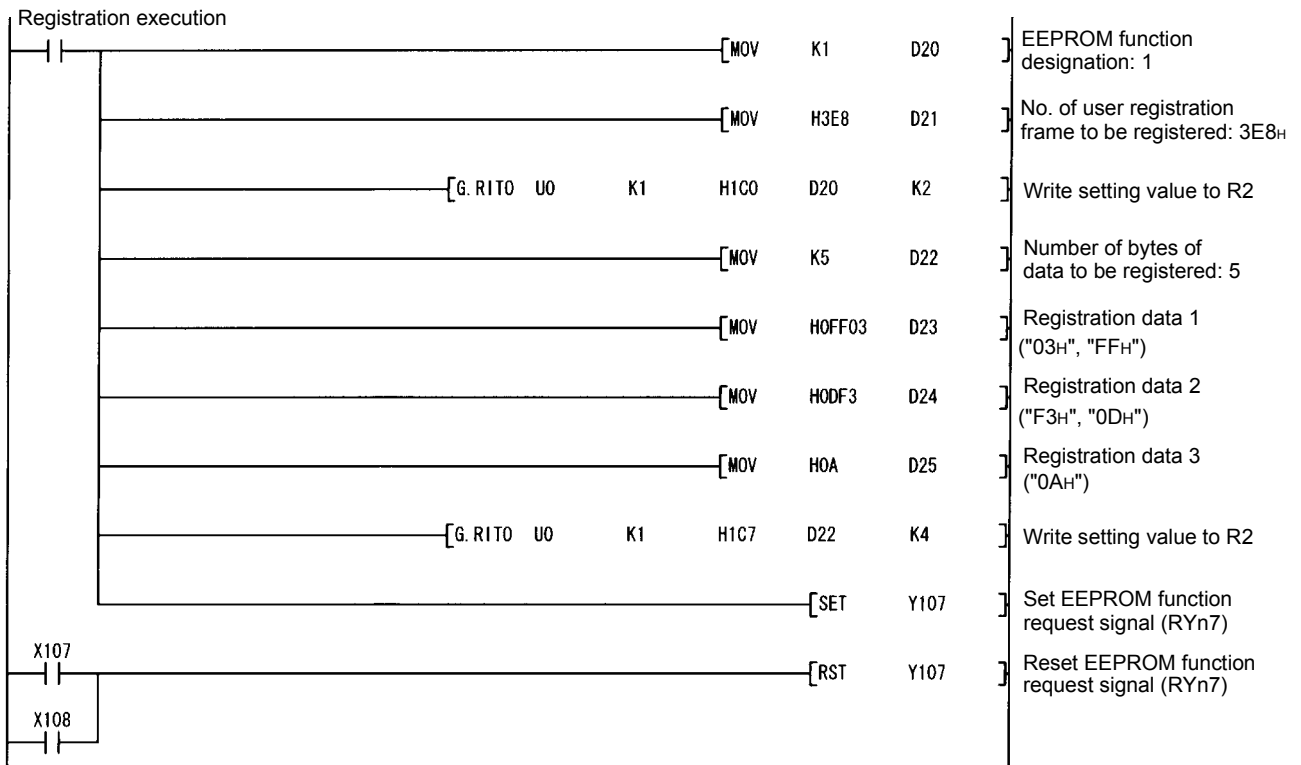 Registration execution
[MOV K1 D20]
EEPROM function
designation: 1
[MOV H3E8 D21]
No. of user registration
frame to be registered: 3E8H
[G.RITO U0 K1 H1C0 D20 K2]
Write setting value to R2
[MOV K5 D22]
Number of bytes of
data to be registered: 5
[MOV H0FF03 D23]
Registration data 1
("03H", "FFH")
[MOV H0DF3 D24]
Registration data 2
("F3H", "0DH")
[MOV H0A D25]
Registration data 3
("0AH")
[G.RITO U0 K1 H1C7 D22 K4]
Write setting value to R2
[SET Y107]
Set EEPROM function
request signal (RYn7)
X107
[RST Y107]
Reset EEPROM function
request signal (RYn7)
X108